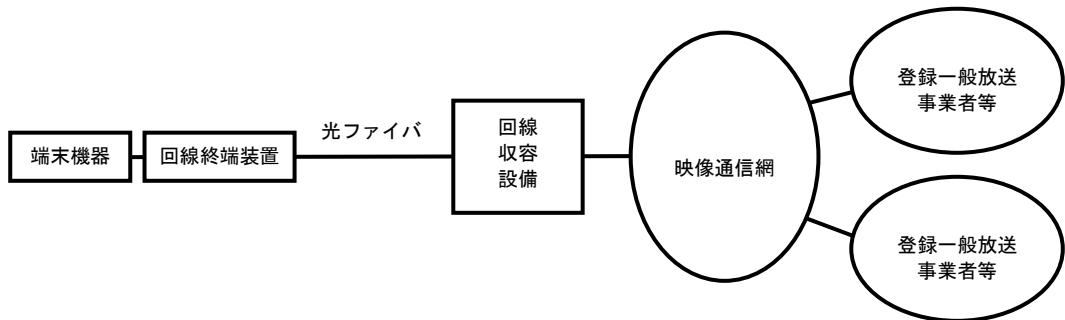 端末機器
回線終端装置
光ファイバ
回線
収容
設備
映像通信網
登録一般放送
事業者等
登録一般放送
事業者等